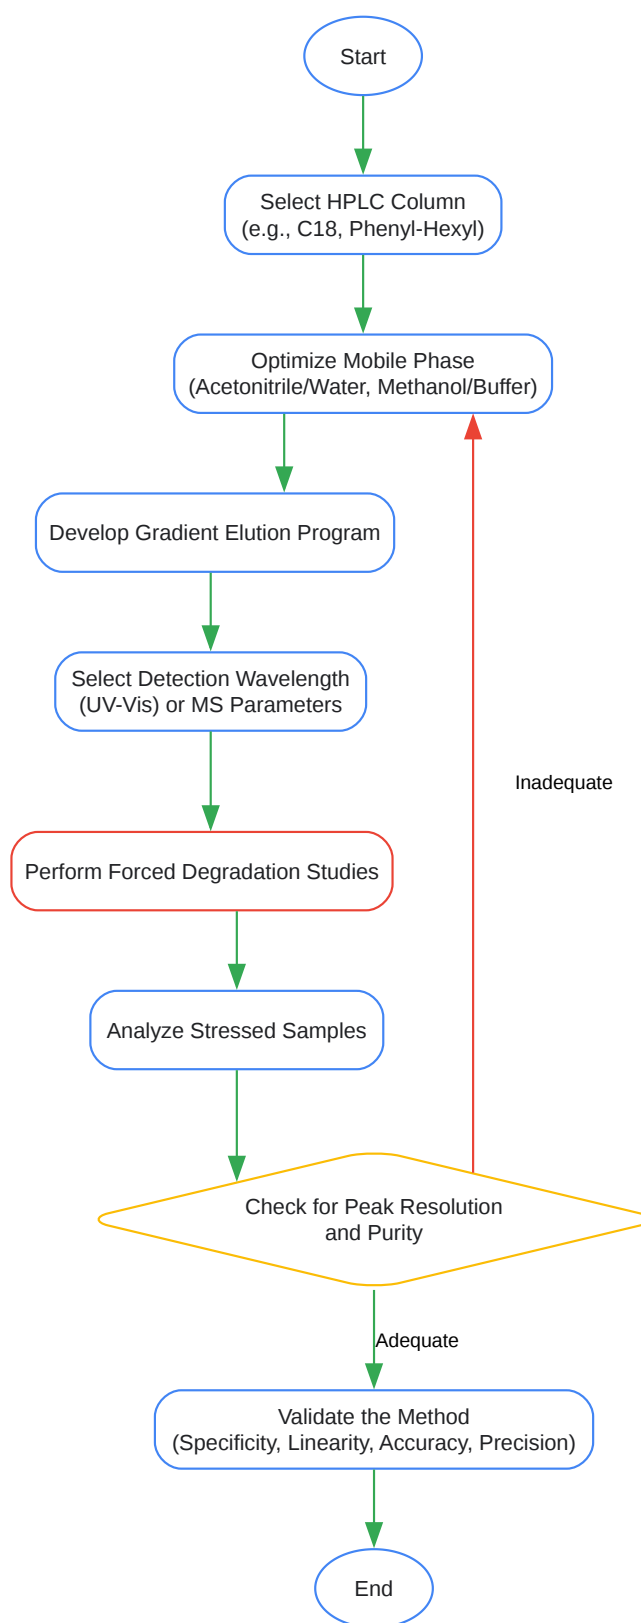 Start
Select HPLC Column
(e.g., C18, Phenyl-Hexyl)
Optimize Mobile Phase
(Acetonitrile/Water, Methanol/Buffer)
Develop Gradient Elution Program
Select Detection Wavelength
(UV-Vis) or MS Parameters
Inadequate
Perform Forced Degradation Studies
Analyze Stressed Samples
Check for Peak Resolution
and Purity
Adequate
Validate the Method
(Specificity, Linearity, Accuracy, Precision)
End